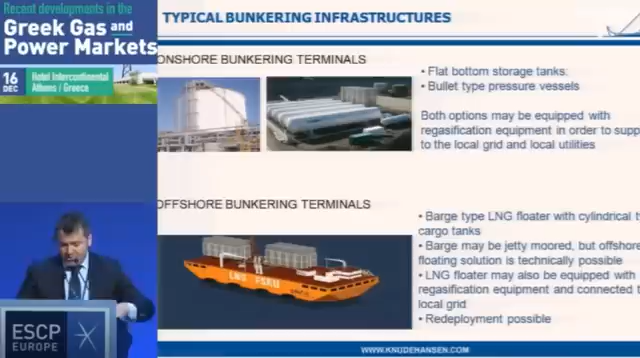 Recent developments in the
Greek Gas and
Power Markets
16
DEC
Hotel Intercontinental
Athens / Greece
TYPICAL BUNKERING INFRASTRUCTURES
ONSHORE BUNKERING TERMINALS
• Flat bottom storage tanks:
• Bullet type pressure vessels
Both options may be equipped with
regasification equipment in order to supp
to the local grid and local utilities
OFFSHORE BUNKERING TERMINALS
• Barge type LNG floater with cylindrical t
cargo tanks
• Barge may be jetty moored, but offshore
floating solution is technically possible
• LNG floater may also be equipped with
regasification equipment and connected t
local grid
• Redeployment possible
LNG FSRU
ESCP
EUROPE
WWW.KNUDEHANSEN.COM